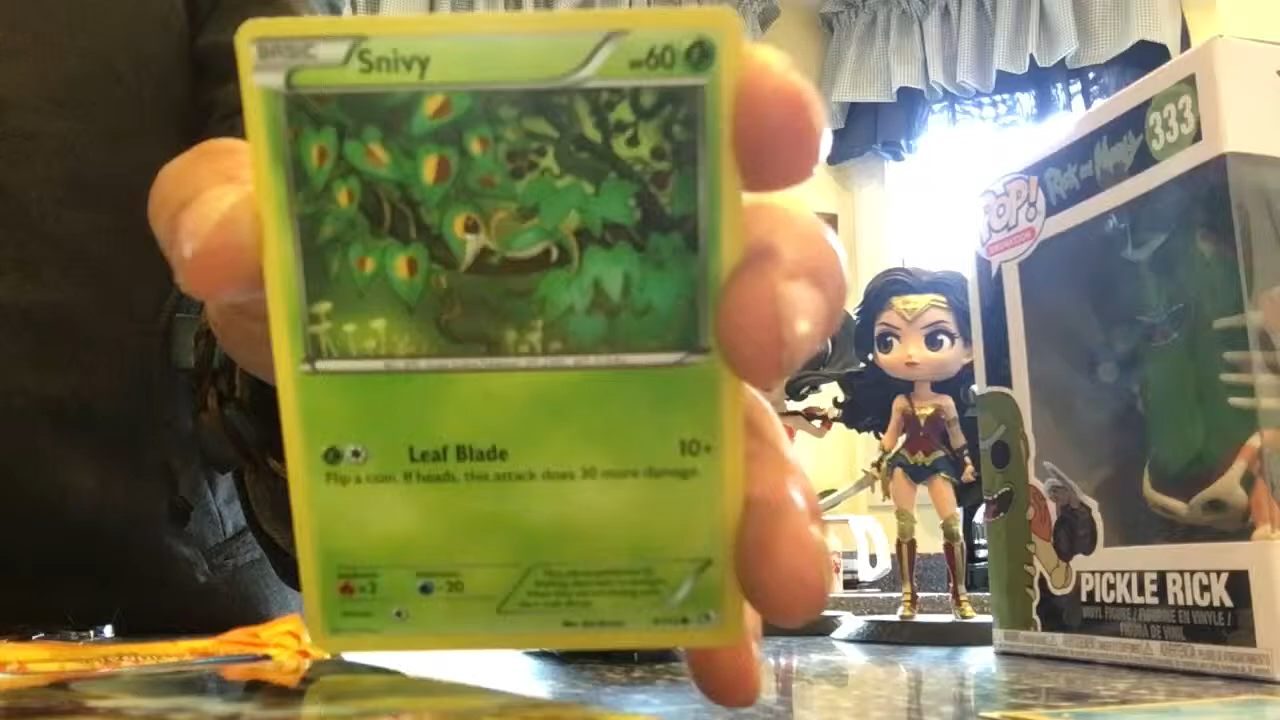 BASIC Snivy HP60
Leaf Blade 10+
Flip a coin. If heads, this attack does 30 more damage.
×2 -20
333
Rick and Morty
POP!
ANIMATION
PICKLE RICK
VINYL FIGURE / FIGURINE EN VINYLE /
FIGURA DE VINIL